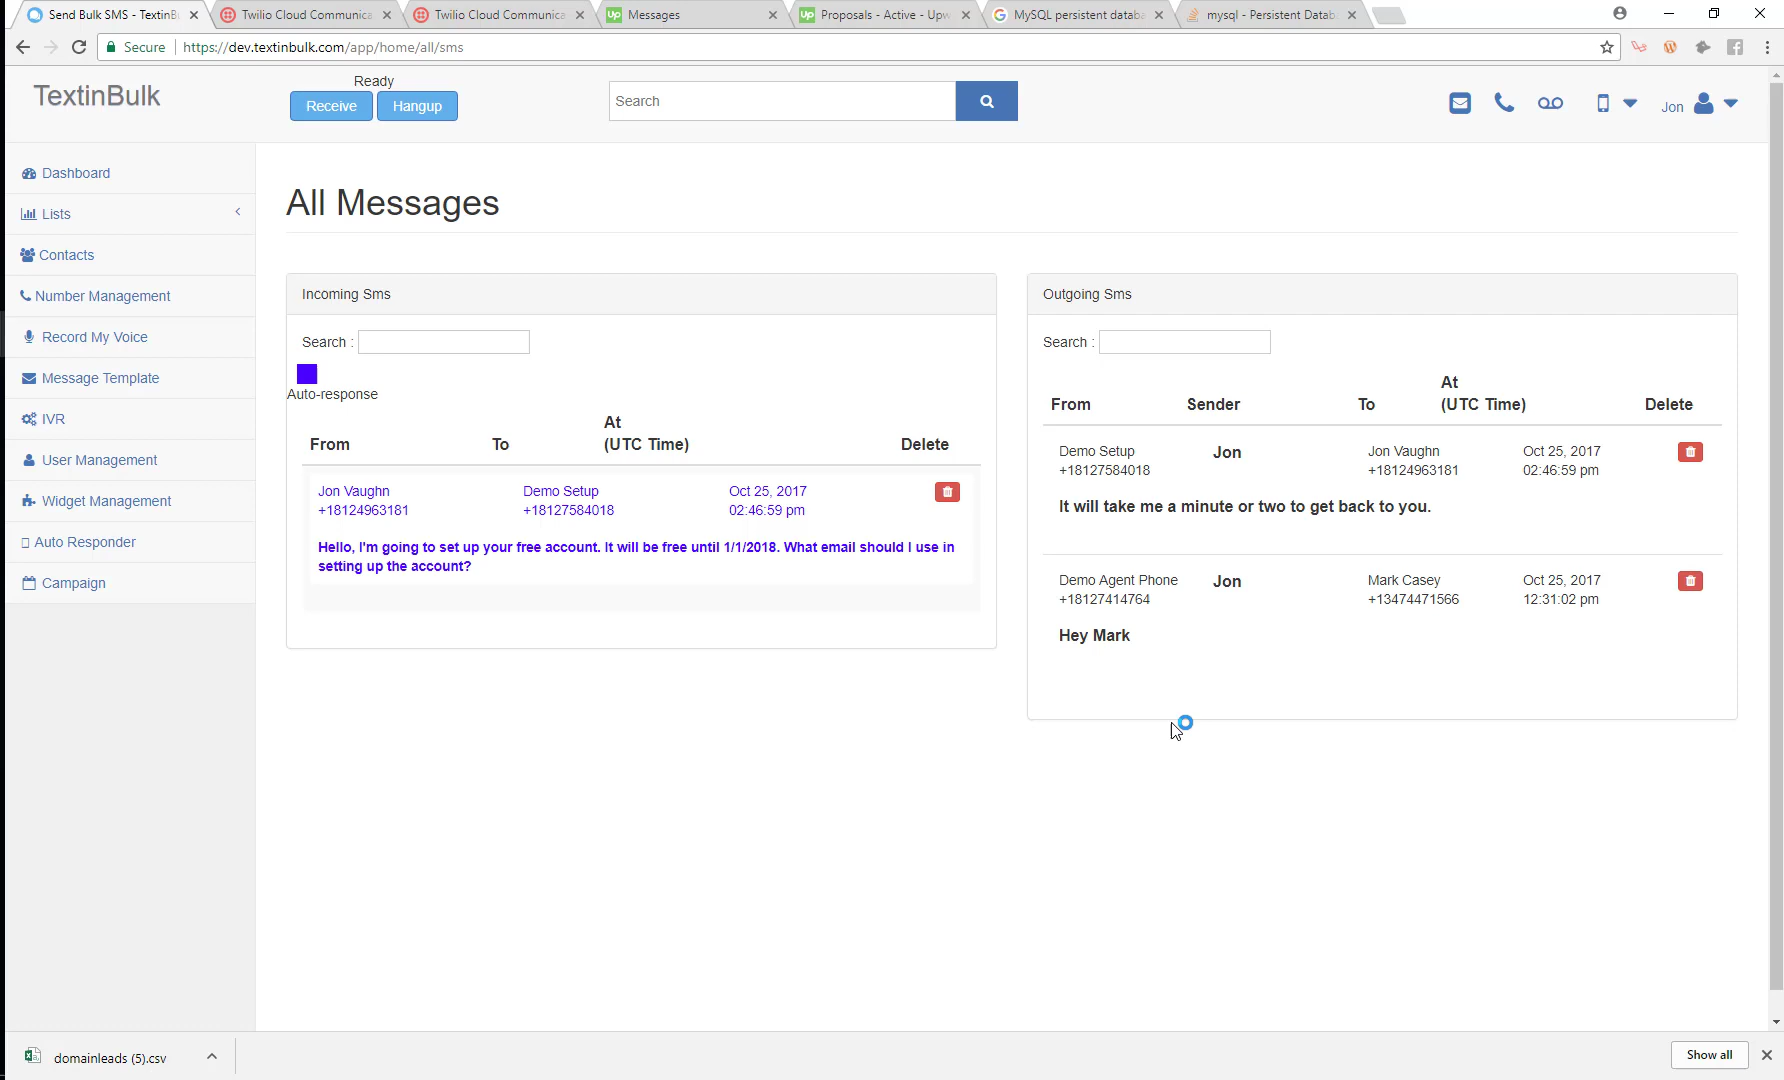 Send Bulk SMS - TextinBu
Twilio Cloud Communica
Twilio Cloud Communica
Messages
Proposals - Active - Upw
MySQL persistent databa
mysql - Persistent Datab
Secure
https://dev.textinbulk.com/app/home/all/sms
TextinBulk
Ready
Receive
Hangup
Search
Jon
Dashboard
Lists
Contacts
Number Management
Record My Voice
Message Template
IVR
User Management
Widget Management
Auto Responder
Campaign
All Messages
Incoming Sms
Search :
Auto-response
From To At (UTC Time) Delete
Jon Vaughn Demo Setup Oct 25, 2017
+18124963181 +18127584018 02:46:59 pm
Hello, I'm going to set up your free account. It will be free until 1/1/2018. What email should I use in
setting up the account?
Outgoing Sms
Search :
From Sender To At (UTC Time) Delete
Demo Setup Jon Jon Vaughn Oct 25, 2017
+18127584018 +18124963181 02:46:59 pm
It will take me a minute or two to get back to you.
Demo Agent Phone Jon Mark Casey Oct 25, 2017
+18127414764 +13474471566 12:31:02 pm
Hey Mark
domainleads (5).csv
Show all